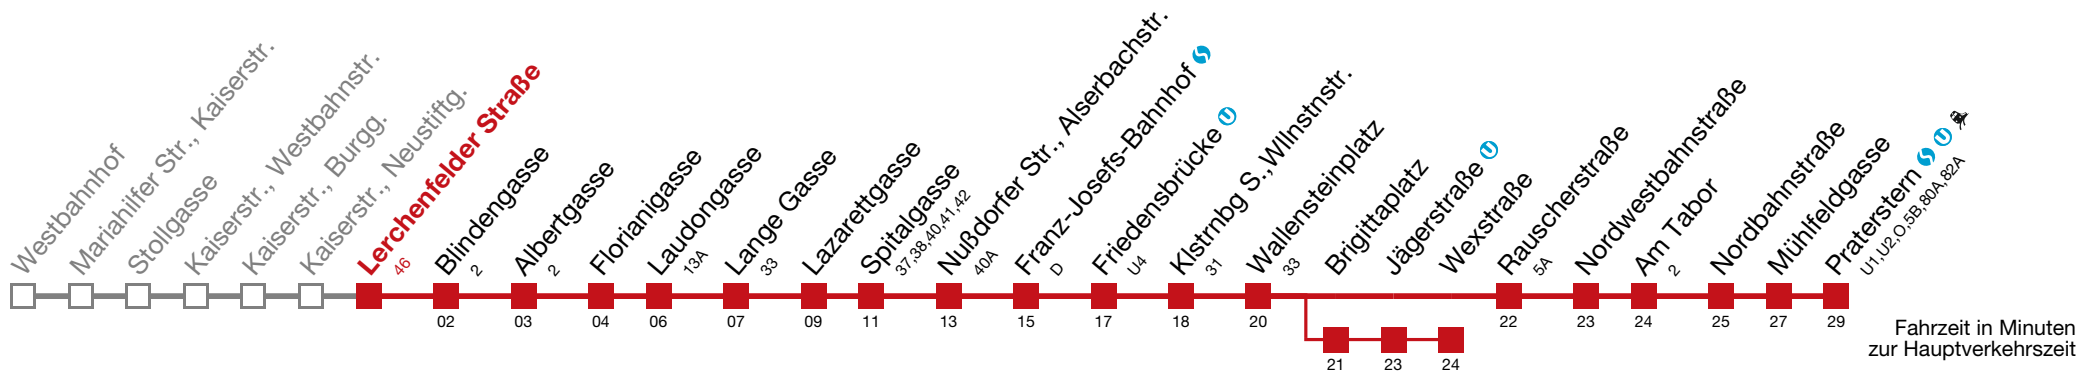 Westbahnhof
Mariahilfer Str., Kaiserstr.
Stollgasse
Kaiserstr., Westbahnstr.
Kaiserstr., Burgg.
Kaiserstr., Neustiftg.
Lerchenfelder Straße
46
Blindengasse
2
02
Albertgasse
2
03
Florianigasse
04
Laudongasse
13A
06
Lange Gasse
33
07
Lazarettgasse
09
Spitalgasse
37,38,40,41,42
11
Nußdorfer Str., Alserbachstr.
40A
13
Franz-Josefs-Bahnhof S
D
15
Friedensbrücke U
U4
17
Klstrnbg S.,Wllnstnstr.
31
18
Wallensteinplatz
33
20
Brigittaplatz
21
Jägerstraße U
23
Wexstraße
24
Rauscherstraße
5A
22
Nordwestbahnstraße
23
Am Tabor
2
24
Nordbahnstraße
25
Mühlfeldgasse
27
Praterstern S U
U1,U2,O,5B,80A,82A
29
Fahrzeit in Minuten
zur Hauptverkehrszeit